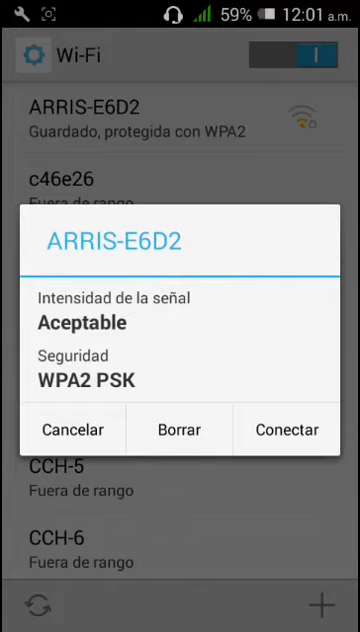 59% 12:01 a.m.
Wi-Fi
ARRIS-E6D2
Guardado, protegida con WPA2
c46e26
Fuera de rango
ARRIS-E6D2
Intensidad de la señal
Aceptable
Seguridad
WPA2 PSK
Cancelar Borrar Conectar
CCH-5
Fuera de rango
CCH-6
Fuera de rango